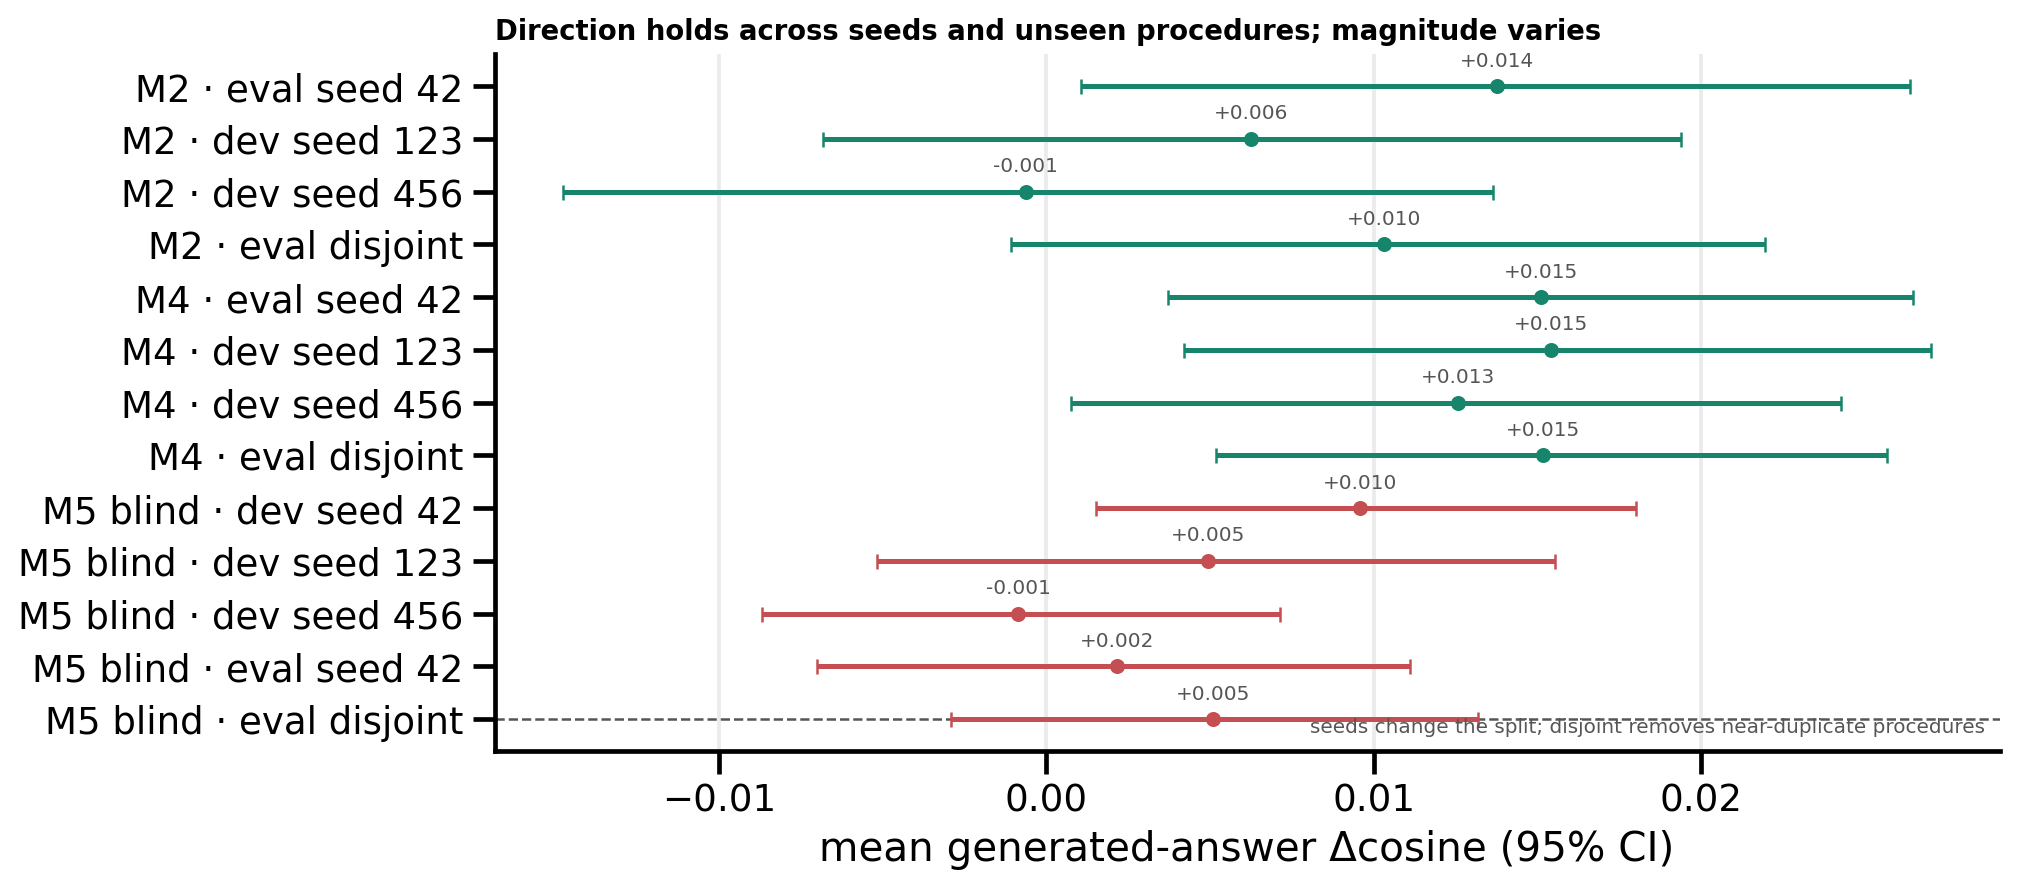 Direction holds across seeds and unseen procedures; magnitude varies
M2 · eval seed 42
+0.014
M2 · dev seed 123
+0.006
M2 · dev seed 456
-0.001
M2 · eval disjoint
+0.010
M4 · eval seed 42
+0.015
M4 · dev seed 123
+0.015
M4 · dev seed 456
+0.013
M4 · eval disjoint
+0.015
M5 blind · dev seed 42
+0.010
M5 blind · dev seed 123
+0.005
M5 blind · dev seed 456
-0.001
M5 blind · eval seed 42
+0.002
M5 blind · eval disjoint
+0.005
seeds change the split; disjoint removes near-duplicate procedures
−0.01 0.00 0.01 0.02
mean generated-answer Δcosine (95% CI)